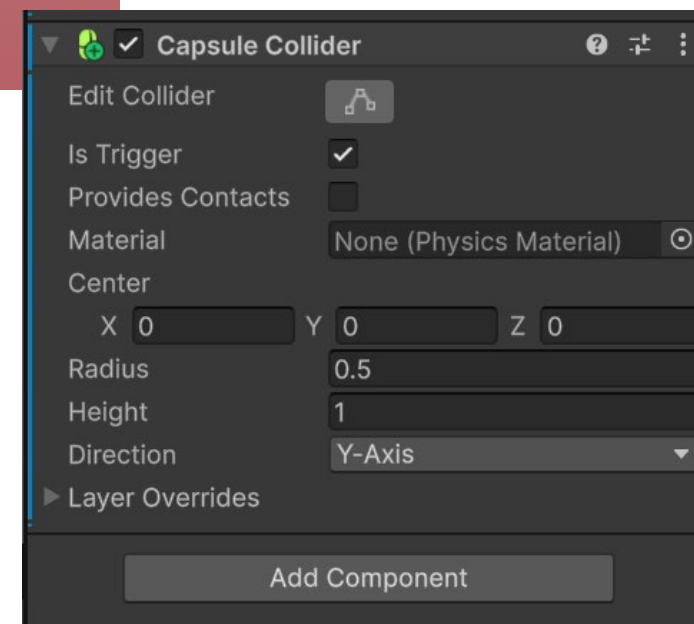 Capsule Collider
Edit Collider
Is Trigger
Provides Contacts
Material None (Physics Material)
Center
X 0 Y 0 Z 0
Radius 0.5
Height 1
Direction Y-Axis
Layer Overrides
Add Component